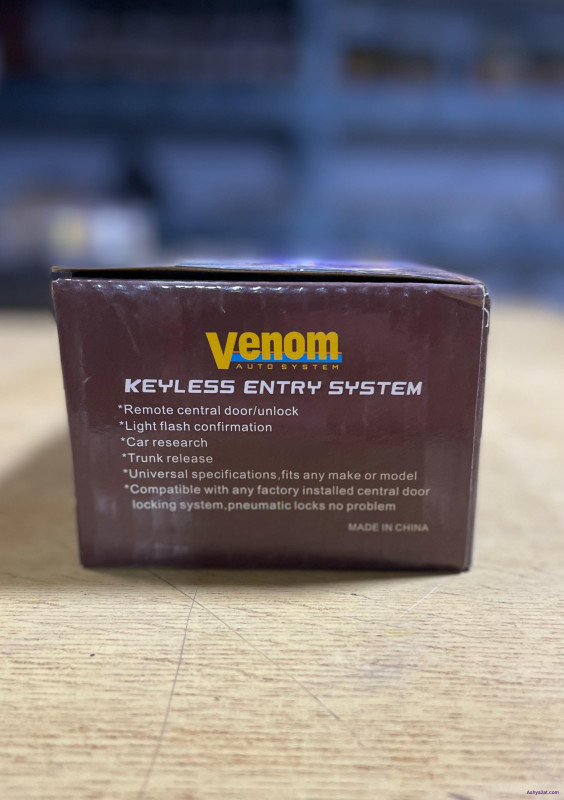 Venom
AUTO SYSTEM
KEYLESS ENTRY SYSTEM
*Remote central door/unlock
*Light flash confirmation
*Car research
*Trunk release
*Universal specifications,fits any make or model
*Compatible with any factory installed central door
locking system,pneumatic locks no problem
MADE IN CHINA
Ashya2at.com